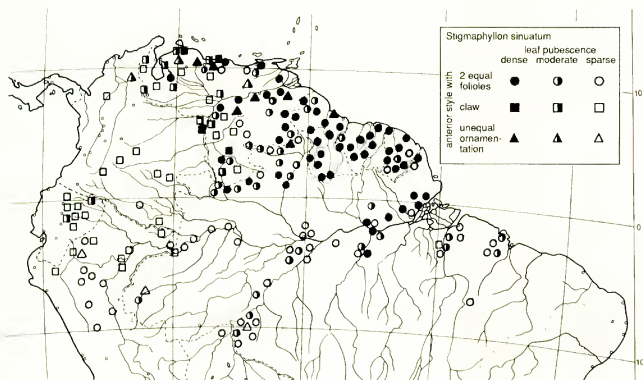 Stigmaphyllon sinuatum
leaf pubescence
dense moderate sparse
anterior style with
2 equal
folioles
claw
unequal
ornamen-
tation
10
0
10